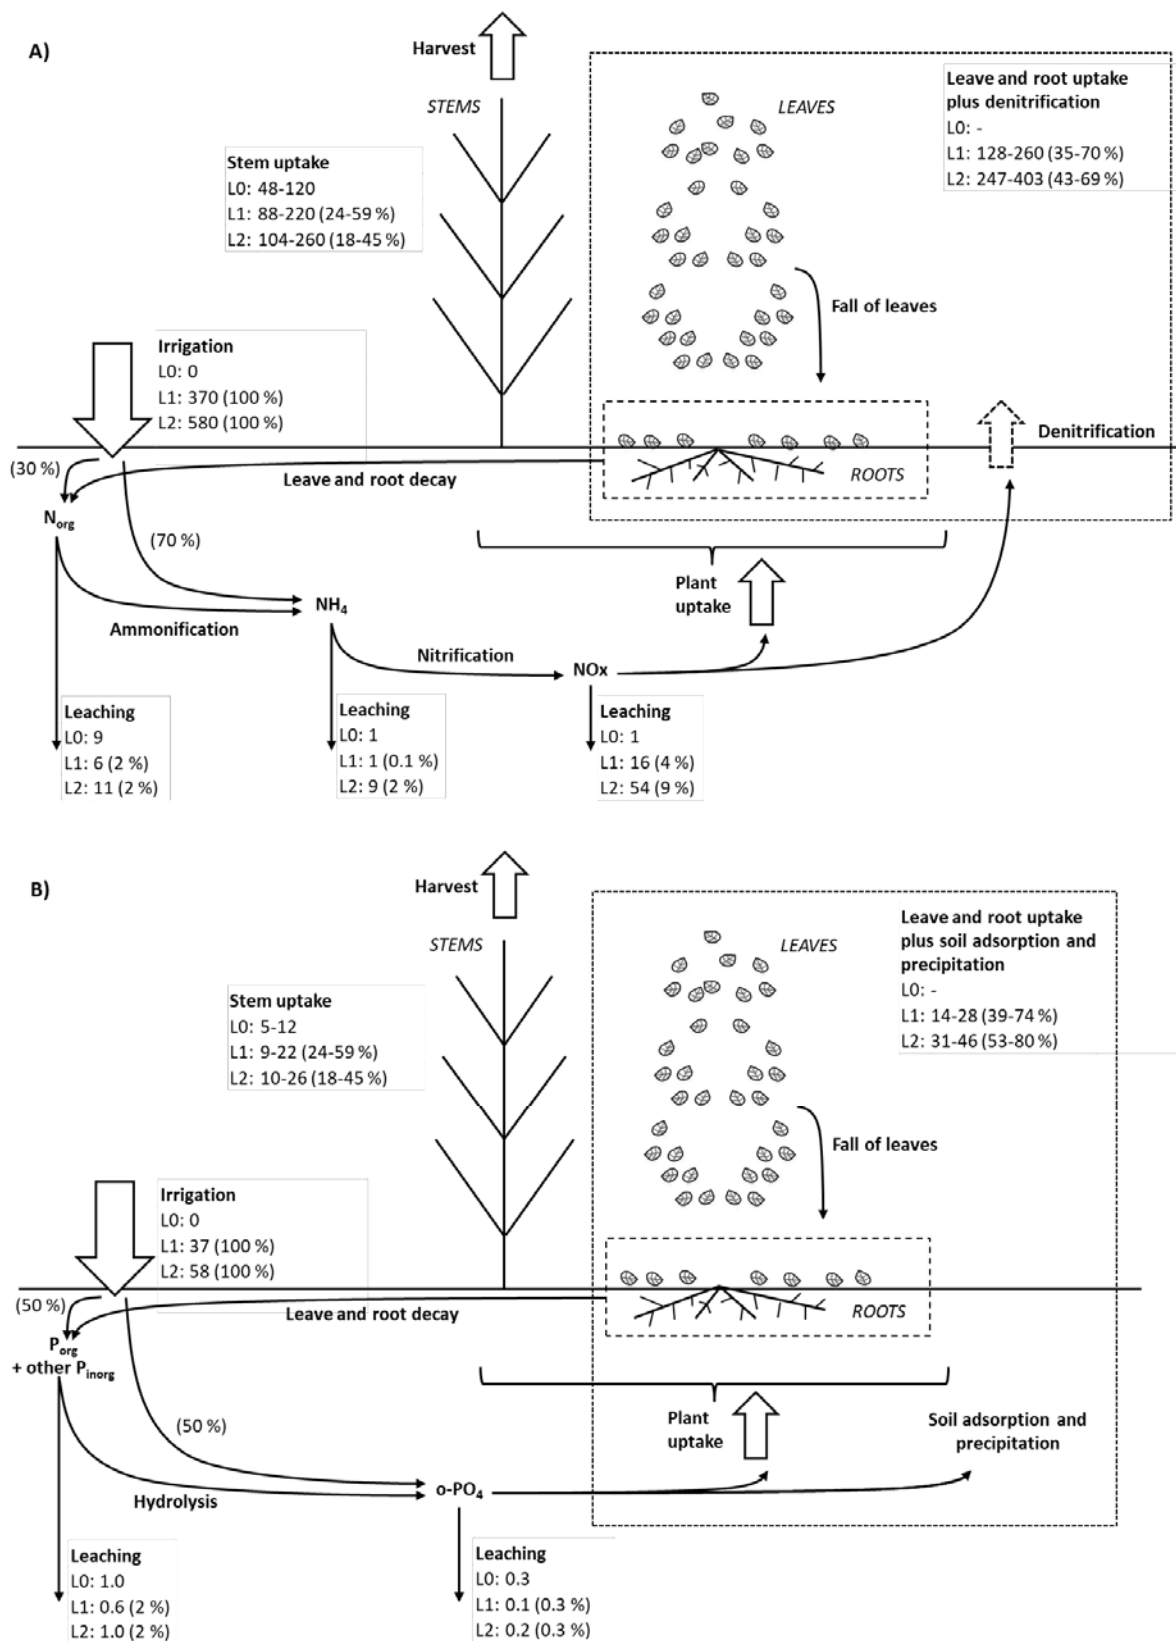 A)
Harvest
STEMS
LEAVES
Leave and root uptake
plus denitrification
L0: -
L1: 128-260 (35-70 %)
L2: 247-403 (43-69 %)
Stem uptake
L0: 48-120
L1: 88-220 (24-59 %)
L2: 104-260 (18-45 %)
Fall of leaves
Irrigation
L0: 0
L1: 370 (100 %)
L2: 580 (100 %)
Denitrification
(30 %)
Leave and root decay
ROOTS
Norg
(70 %)
Plant
uptake
NH4
Ammonification
Nitrification
NOx
Leaching
L0: 9
L1: 6 (2 %)
L2: 11 (2 %)
Leaching
L0: 1
L1: 1 (0.1 %)
L2: 9 (2 %)
Leaching
L0: 1
L1: 16 (4 %)
L2: 54 (9 %)
B)
Harvest
STEMS
LEAVES
Leave and root uptake
plus soil adsorption and
precipitation
L0: -
L1: 14-28 (39-74 %)
L2: 31-46 (53-80 %)
Stem uptake
L0: 5-12
L1: 9-22 (24-59 %)
L2: 10-26 (18-45 %)
Fall of leaves
Irrigation
L0: 0
L1: 37 (100 %)
L2: 58 (100 %)
(50 %)
Leave and root decay
ROOTS
Porg
+ other Pinorg
(50 %)
Plant
uptake
Soil adsorption and
precipitation
o-PO4
Hydrolysis
Leaching
L0: 1.0
L1: 0.6 (2 %)
L2: 1.0 (2 %)
Leaching
L0: 0.3
L1: 0.1 (0.3 %)
L2: 0.2 (0.3 %)